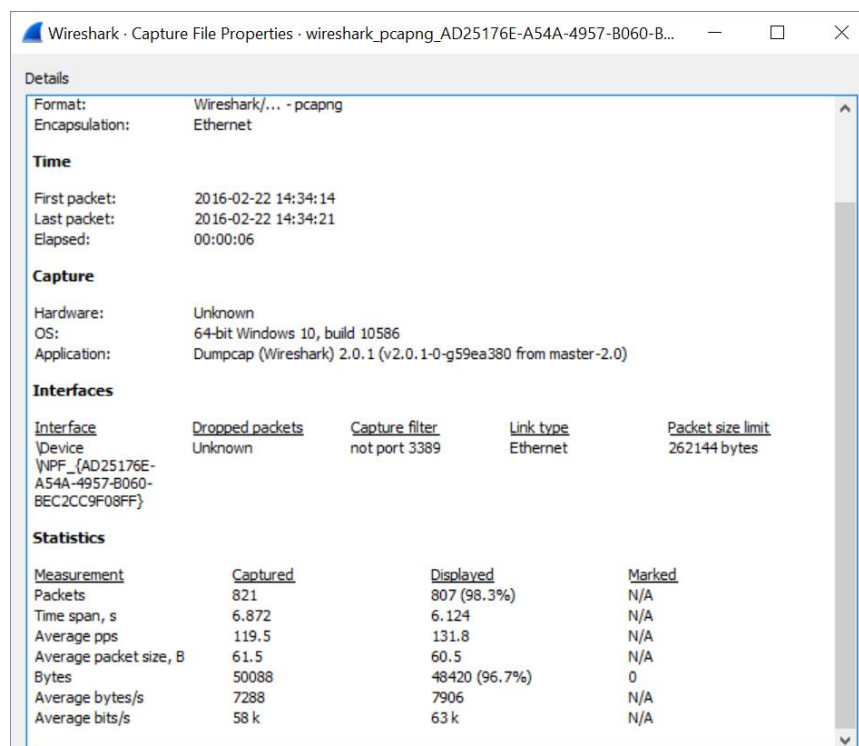 Wireshark · Capture File Properties · wireshark_pcapng_AD25176E-A54A-4957-B060-B...
Details
Format: Wireshark/... - pcapng
Encapsulation: Ethernet
Time
First packet: 2016-02-22 14:34:14
Last packet: 2016-02-22 14:34:21
Elapsed: 00:00:06
Capture
Hardware: Unknown
OS: 64-bit Windows 10, build 10586
Application: Dumpcap (Wireshark) 2.0.1 (v2.0.1-0-g59ea380 from master-2.0)
Interfaces
Interface Dropped packets Capture filter Link type Packet size limit
\Device Unknown not port 3389 Ethernet 262144 bytes
\NPF_{AD25176E-
A54A-4957-B060-
BEC2CC9F08FF}
Statistics
Measurement Captured Displayed Marked
Packets 821 807 (98.3%) N/A
Time span, s 6.872 6.124 N/A
Average pps 119.5 131.8 N/A
Average packet size, B 61.5 60.5 N/A
Bytes 50088 48420 (96.7%) 0
Average bytes/s 7288 7906 N/A
Average bits/s 58 k 63 k N/A